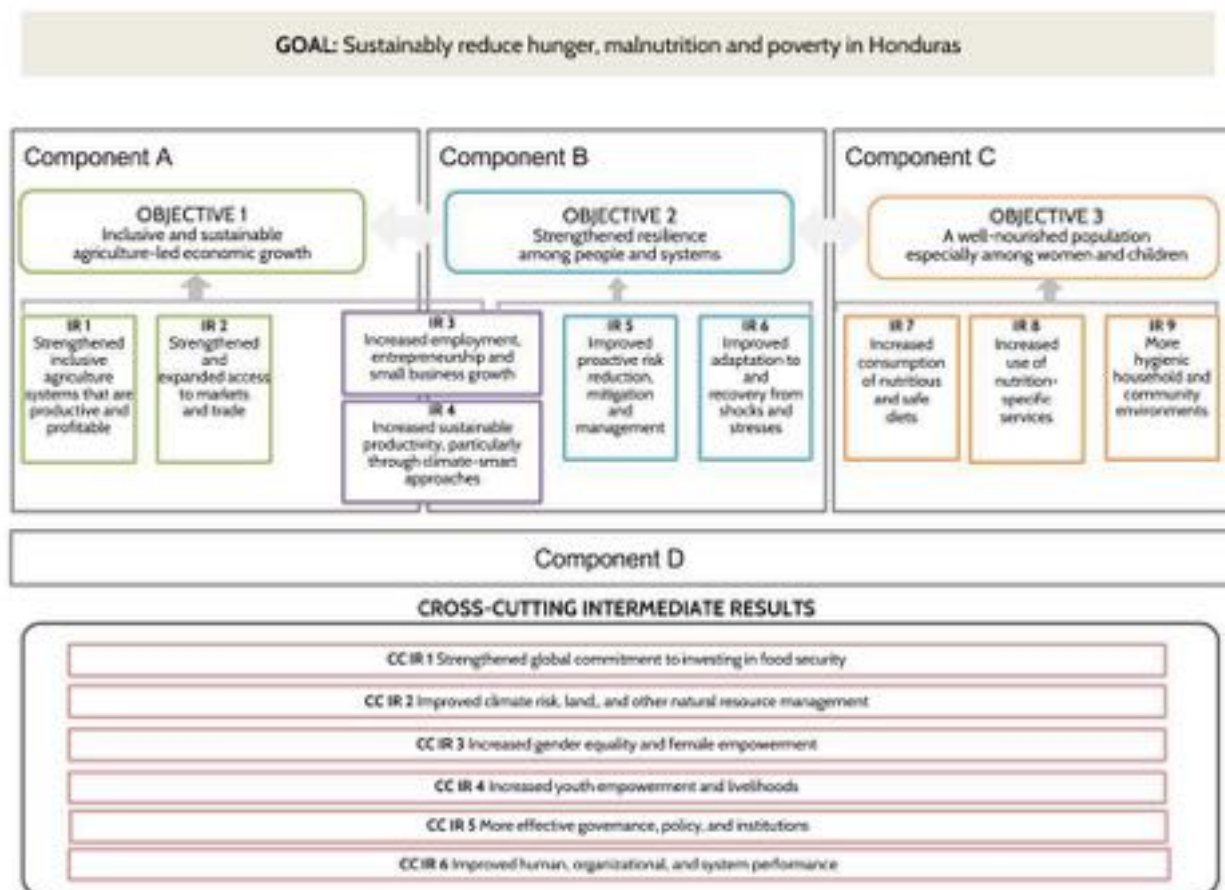 GOAL: Sustainably reduce hunger, malnutrition and poverty in Honduras
Component A
OBJECTIVE 1
Inclusive and sustainable
agriculture-led economic growth
IR 1
Strengthened
inclusive
agriculture
systems that are
productive and
profitable
IR 2
Strengthened
and
expanded access
to markets
and trade
IR 3
Increased employment,
entrepreneurship and
small business growth
IR 4
Increased sustainable
productivity, particularly
through climate-smart
approaches
Component B
OBJECTIVE 2
Strengthened resilience
among people and systems
IR 5
Improved
proactive risk
reduction,
mitigation
and
management
IR 6
Improved
adaptation to
and
recovery from
shocks and
stresses
Component C
OBJECTIVE 3
A well-nourished population
especially among women and children
IR 7
Increased
consumption
of nutritious
and safe
diets
IR 8
Increased
use of
nutrition-
specific
services
IR 9
More
hygienic
household and
community
environments
Component D
CROSS-CUTTING INTERMEDIATE RESULTS
CC IR 1 Strengthened global commitment to investing in food security
CC IR 2 Improved climate risk, land, and other natural resource management
CC IR 3 Increased gender equality and female empowerment
CC IR 4 Increased youth empowerment and livelihoods
CC IR 5 More effective governance, policy, and institutions
CC IR 6 Improved human, organizational, and system performance